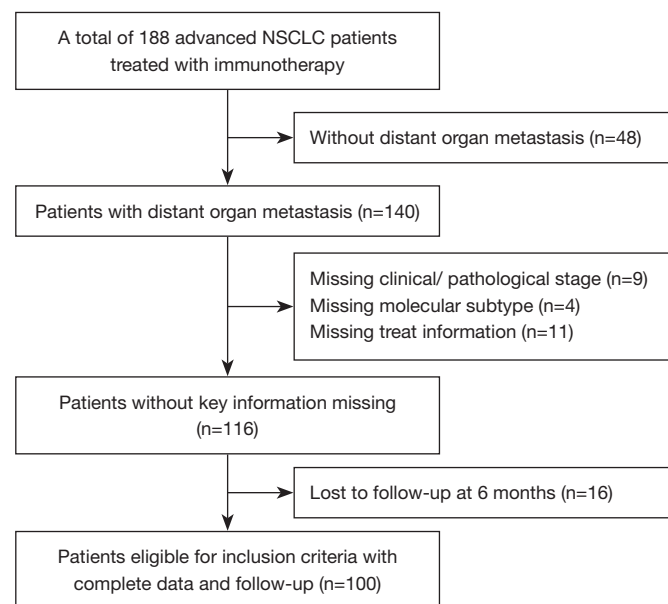 A total of 188 advanced NSCLC patients
treated with immunotherapy
Without distant organ metastasis (n=48)
Patients with distant organ metastasis (n=140)
Missing clinical/ pathological stage (n=9)
Missing molecular subtype (n=4)
Missing treat information (n=11)
Patients without key information missing
(n=116)
Lost to follow-up at 6 months (n=16)
Patients eligible for inclusion criteria with
complete data and follow-up (n=100)